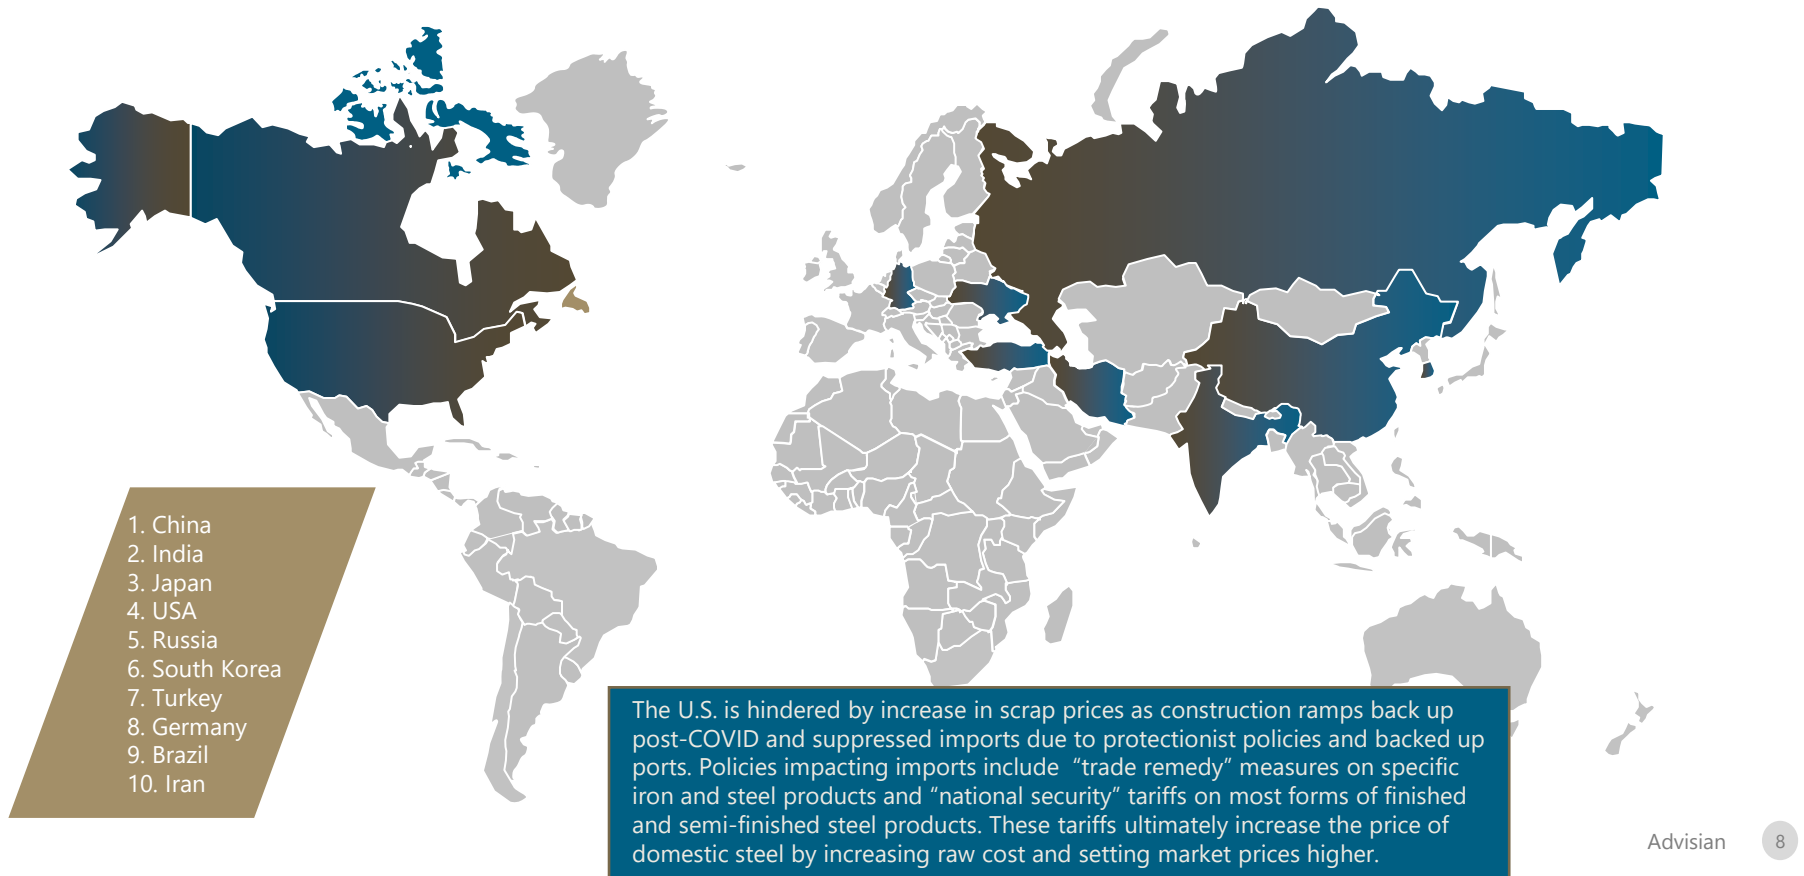 1. China
2. India
3. Japan
4. USA
5. Russia
6. South Korea
7. Turkey
8. Germany
9. Brazil
10. Iran
The U.S. is hindered by increase in scrap prices as construction ramps back up
post-COVID and suppressed imports due to protectionist policies and backed up
ports. Policies impacting imports include  “trade remedy” measures on specific
iron and steel products and “national security” tariffs on most forms of finished
and semi-finished steel products. These tariffs ultimately increase the price of
domestic steel by increasing raw cost and setting market prices higher.
Advisian 8